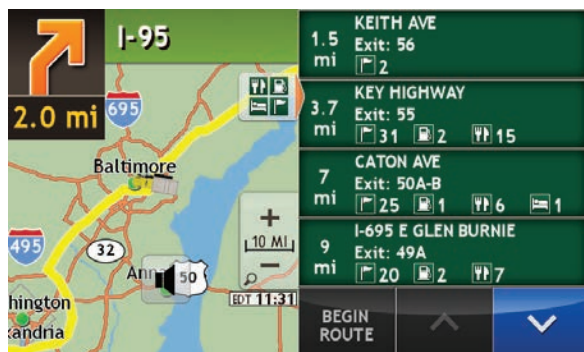 I-95
2.0 mi
695
Baltimore
495
32
Ann
50
hington
xandria
+
10 MI
−
EDT 11:31
1.5 mi
KEITH AVE
Exit: 56
2
3.7 mi
KEY HIGHWAY
Exit: 55
31 2 15
7 mi
CATON AVE
Exit: 50A-B
25 1 6 1
9 mi
I-695 E GLEN BURNIE
Exit: 49A
20 2 7
BEGIN
ROUTE